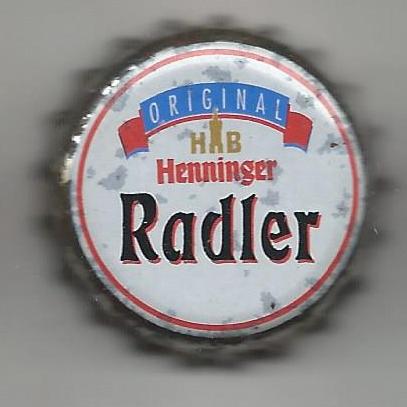 ORIGINAL
HB
Henninger
Radler